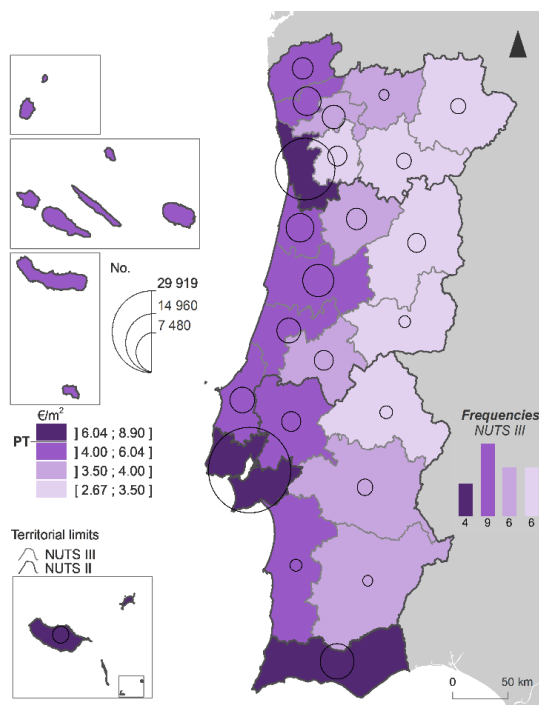 No.
29 919
14 960
7 480
€/m²
PT
] 6.04 ; 8.90 ]
] 4.00 ; 6.04 ]
] 3.50 ; 4.00 ]
[ 2.67 ; 3.50 ]
Territorial limits
NUTS III
NUTS II
Frequencies
NUTS III
4 9 6 6
0 50 km